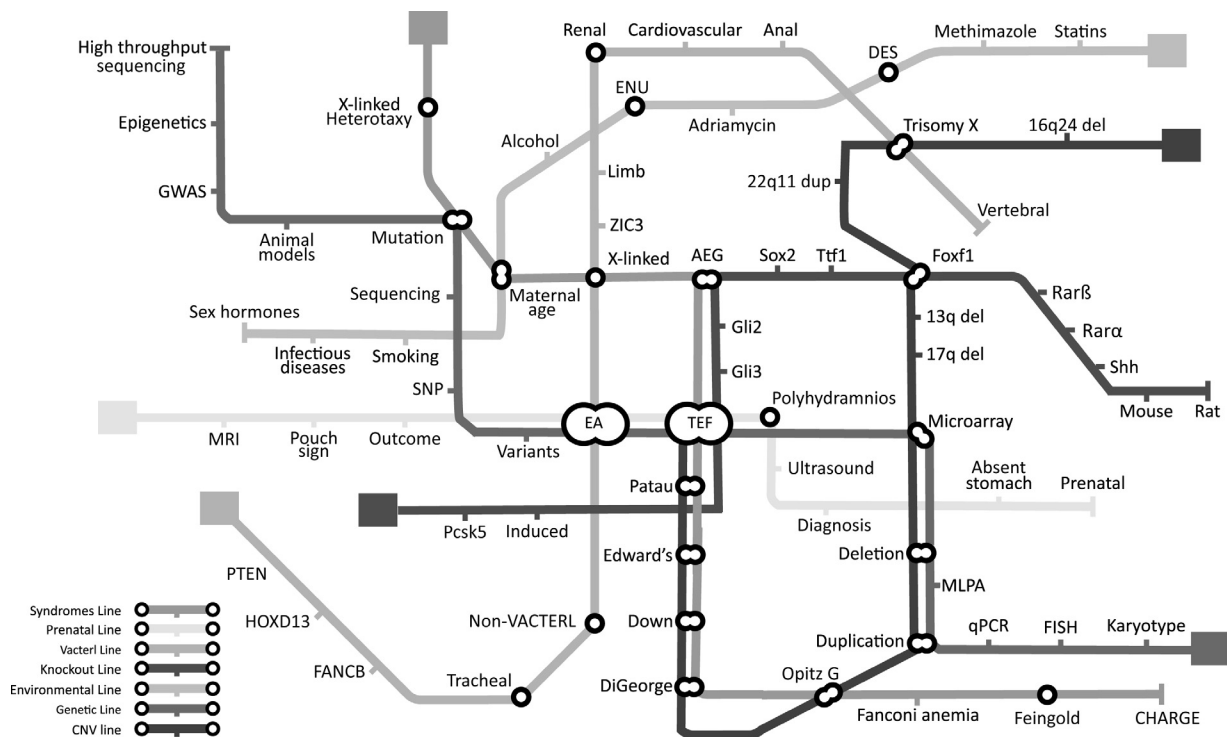 Renal
Cardiovascular
Anal
Methimazole
Statins
High throughput
sequencing
DES
ENU
X-linked
Heterotaxy
Epigenetics
Adriamycin
Trisomy X
16q24 del
Alcohol
Limb
22q11 dup
GWAS
Vertebral
ZIC3
Animal
models
Mutation
X-linked
AEG
Sox2
Ttf1
Foxf1
Sequencing
Maternal
age
Rarß
Sex hormones
Gli2
13q del
Rarα
Infectious
diseases
Smoking
17q del
Shh
Gli3
SNP
Polyhydramnios
Mouse
Rat
EA
TEF
Microarray
MRI
Pouch
sign
Outcome
Variants
Ultrasound
Absent
stomach
Prenatal
Patau
Pcsk5
Induced
Diagnosis
Edward's
Deletion
PTEN
MLPA
HOXD13
Non-VACTERL
Down
Duplication
qPCR
FISH
Karyotype
FANCB
Tracheal
DiGeorge
Opitz G
Fanconi anemia
Feingold
CHARGE
Syndromes Line
Prenatal Line
Vacterl Line
Knockout Line
Environmental Line
Genetic Line
CNV line